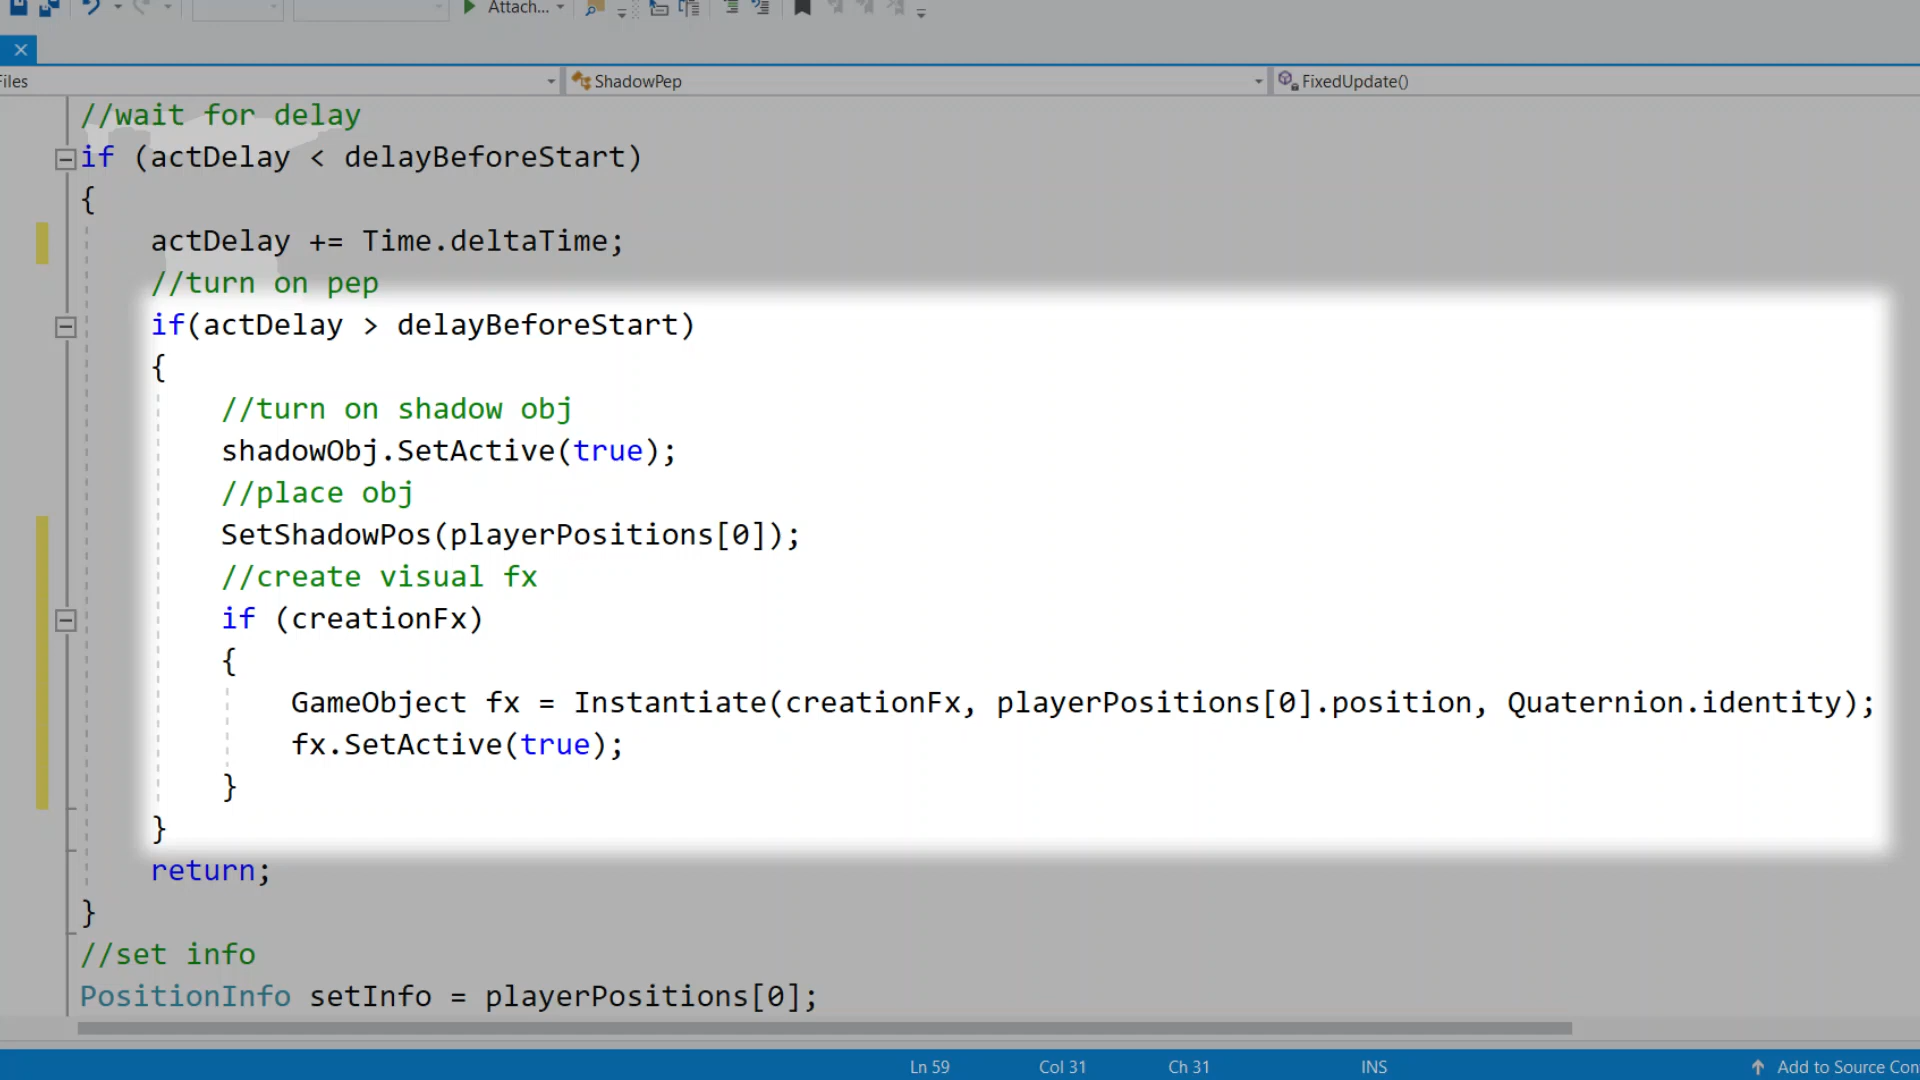 Attach...
iles
ShadowPep
FixedUpdate()
//wait for delay
if (actDelay < delayBeforeStart)
{
actDelay += Time.deltaTime;
//turn on pep
if(actDelay > delayBeforeStart)
{
//turn on shadow obj
shadowObj.SetActive(true);
//place obj
SetShadowPos(playerPositions[0]);
//create visual fx
if (creationFx)
{
GameObject fx = Instantiate(creationFx, playerPositions[0].position, Quaternion.identity);
fx.SetActive(true);
}
}
return;
}
//set info
PositionInfo setInfo = playerPositions[0];
Ln 59
Col 31
Ch 31
INS
Add to Source Con